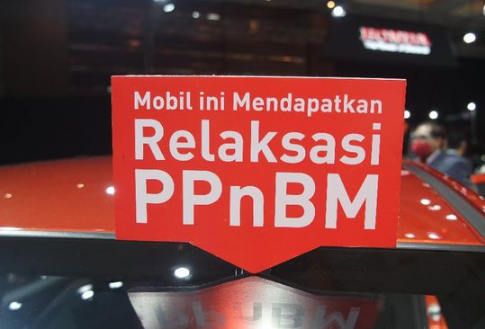 HONDA
Mobil ini Mendapatkan
Relaksasi
PPnBM